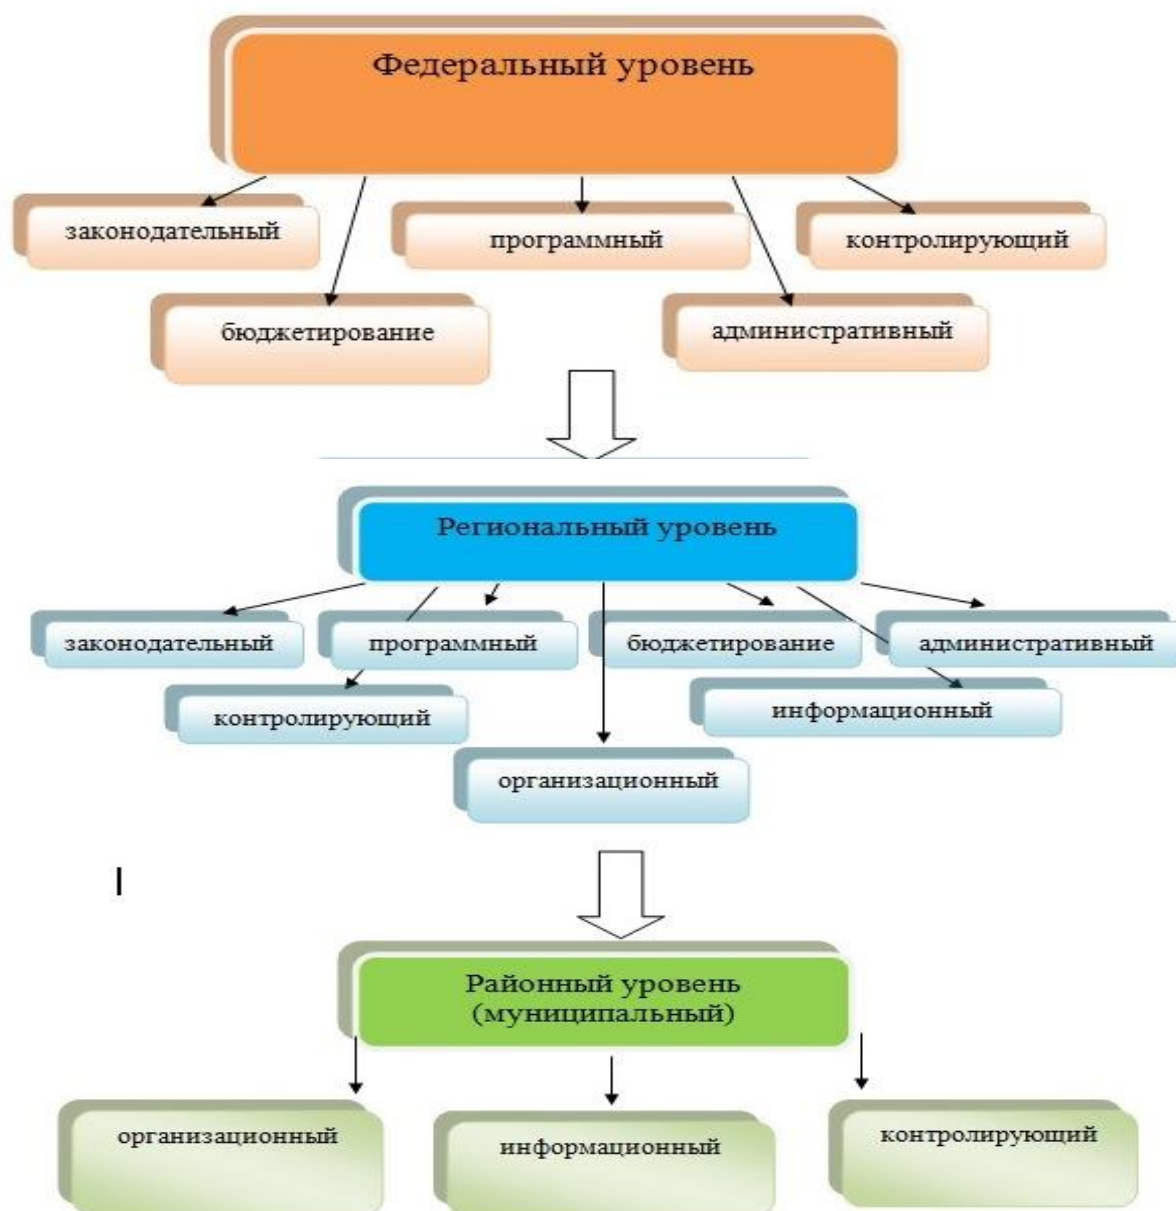 Федеральный уровень
законодательный
программный
контролирующий
бюджетирование
административный
Региональный уровень
законодательный
программный
бюджетирование
административный
контролирующий
информационный
организационный
Районный уровень
(муниципальный)
организационный
информационный
контролирующий